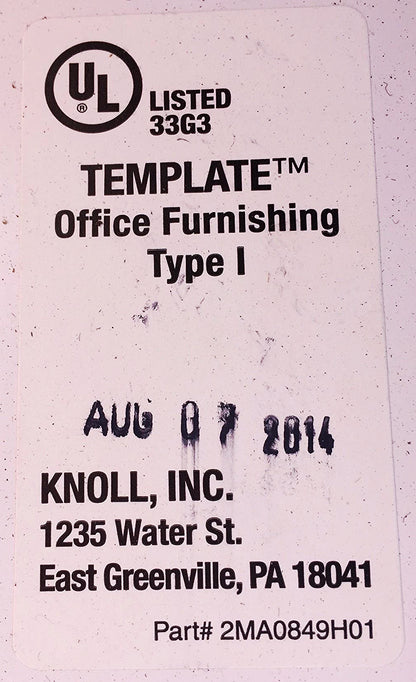 UL®
LISTED
33G3
TEMPLATE™
Office Furnishing
Type I
AUG 07 2014
KNOLL, INC.
1235 Water St.
East Greenville, PA 18041
Part# 2MA0849H01